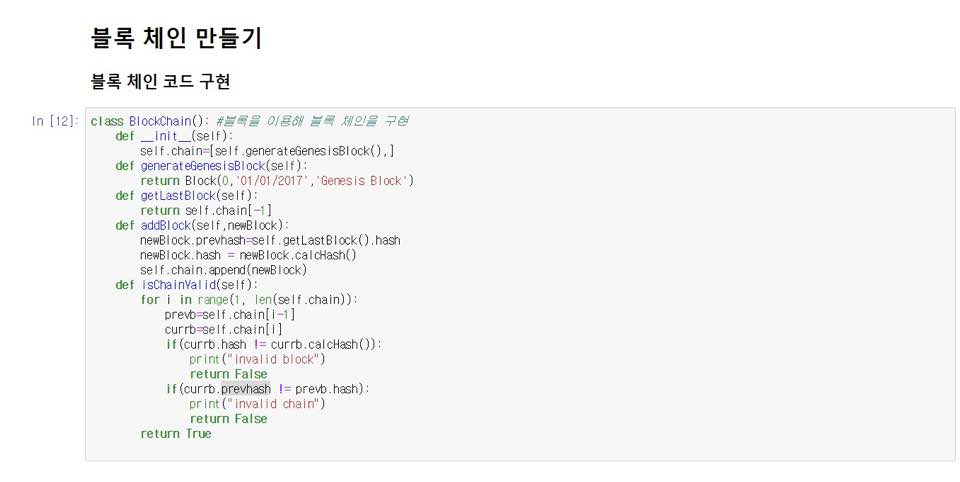 블록 체인 만들기
블록 체인 코드 구현
In [12]: class BlockChain(): #블록을 이용해 블록 체인을 구현
    def __init__(self):
        self.chain=[self.generateGenesisBlock(),]
    def generateGenesisBlock(self):
        return Block(0,'01/01/2017','Genesis Block')
    def getLastBlock(self):
        return self.chain[-1]
    def addBlock(self,newBlock):
        newBlock.prevhash=self.getLastBlock().hash
        newBlock.hash = newBlock.calcHash()
        self.chain.append(newBlock)
    def isChainValid(self):
        for i in range(1, len(self.chain)):
            prevb=self.chain[i-1]
            currb=self.chain[i]
            if(currb.hash != currb.calcHash()):
                print("invalid block")
                return False
            if(currb.prevhash != prevb.hash):
                print("invalid chain")
                return False
        return True